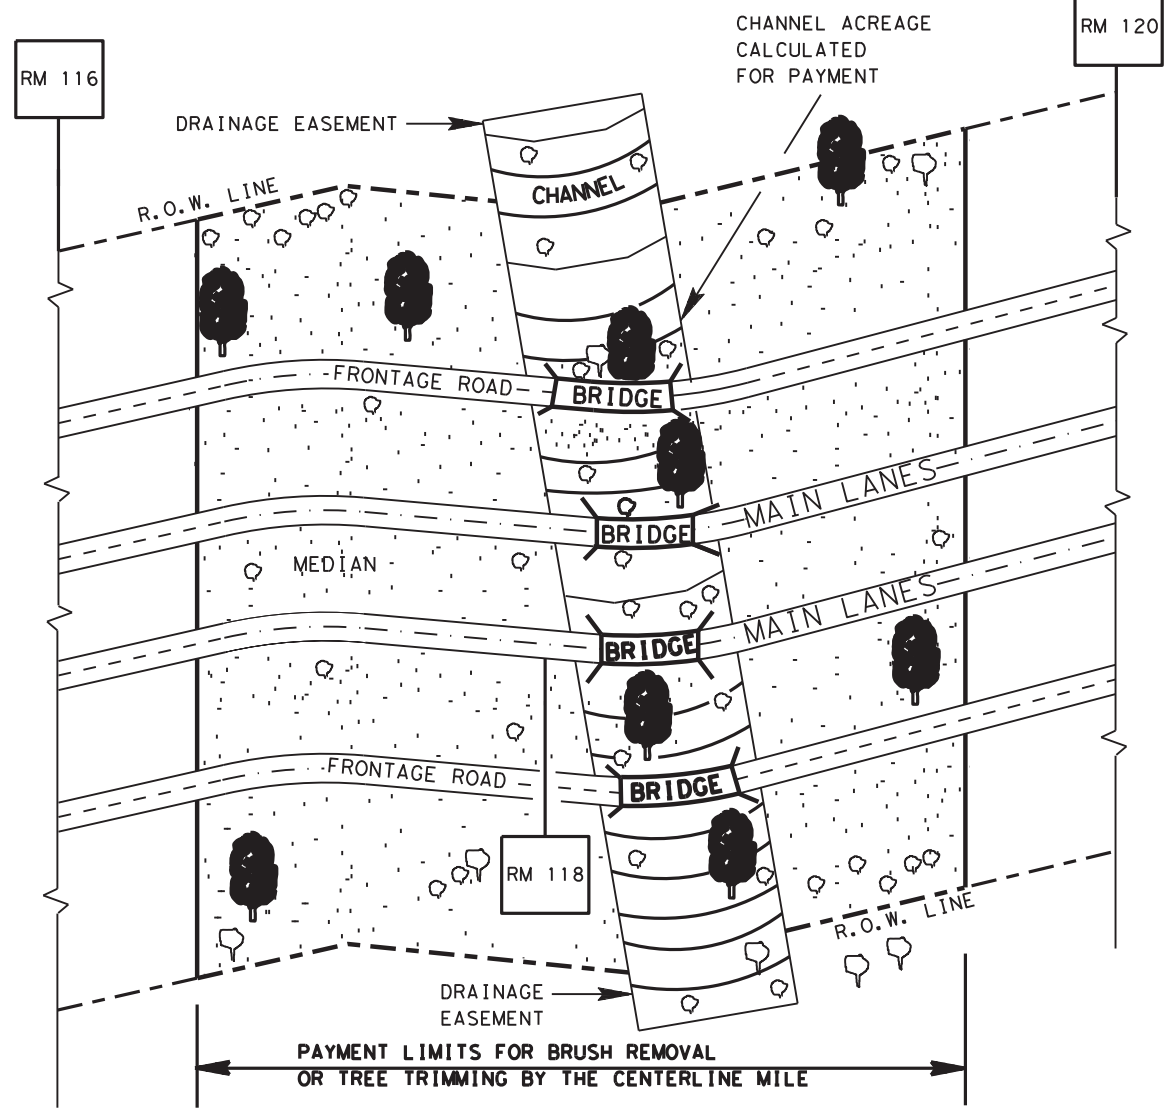 CHANNEL ACREAGE
CALCULATED
FOR PAYMENT
RM 120
RM 116
DRAINAGE EASEMENT
R.O.W. LINE
CHANNEL
FRONTAGE ROAD
BRIDGE
MAIN LANES
BRIDGE
MEDIAN
MAIN LANES
BRIDGE
FRONTAGE ROAD
BRIDGE
RM 118
R.O.W. LINE
DRAINAGE
EASEMENT
PAYMENT LIMITS FOR BRUSH REMOVAL
OR TREE TRIMMING BY THE CENTERLINE MILE